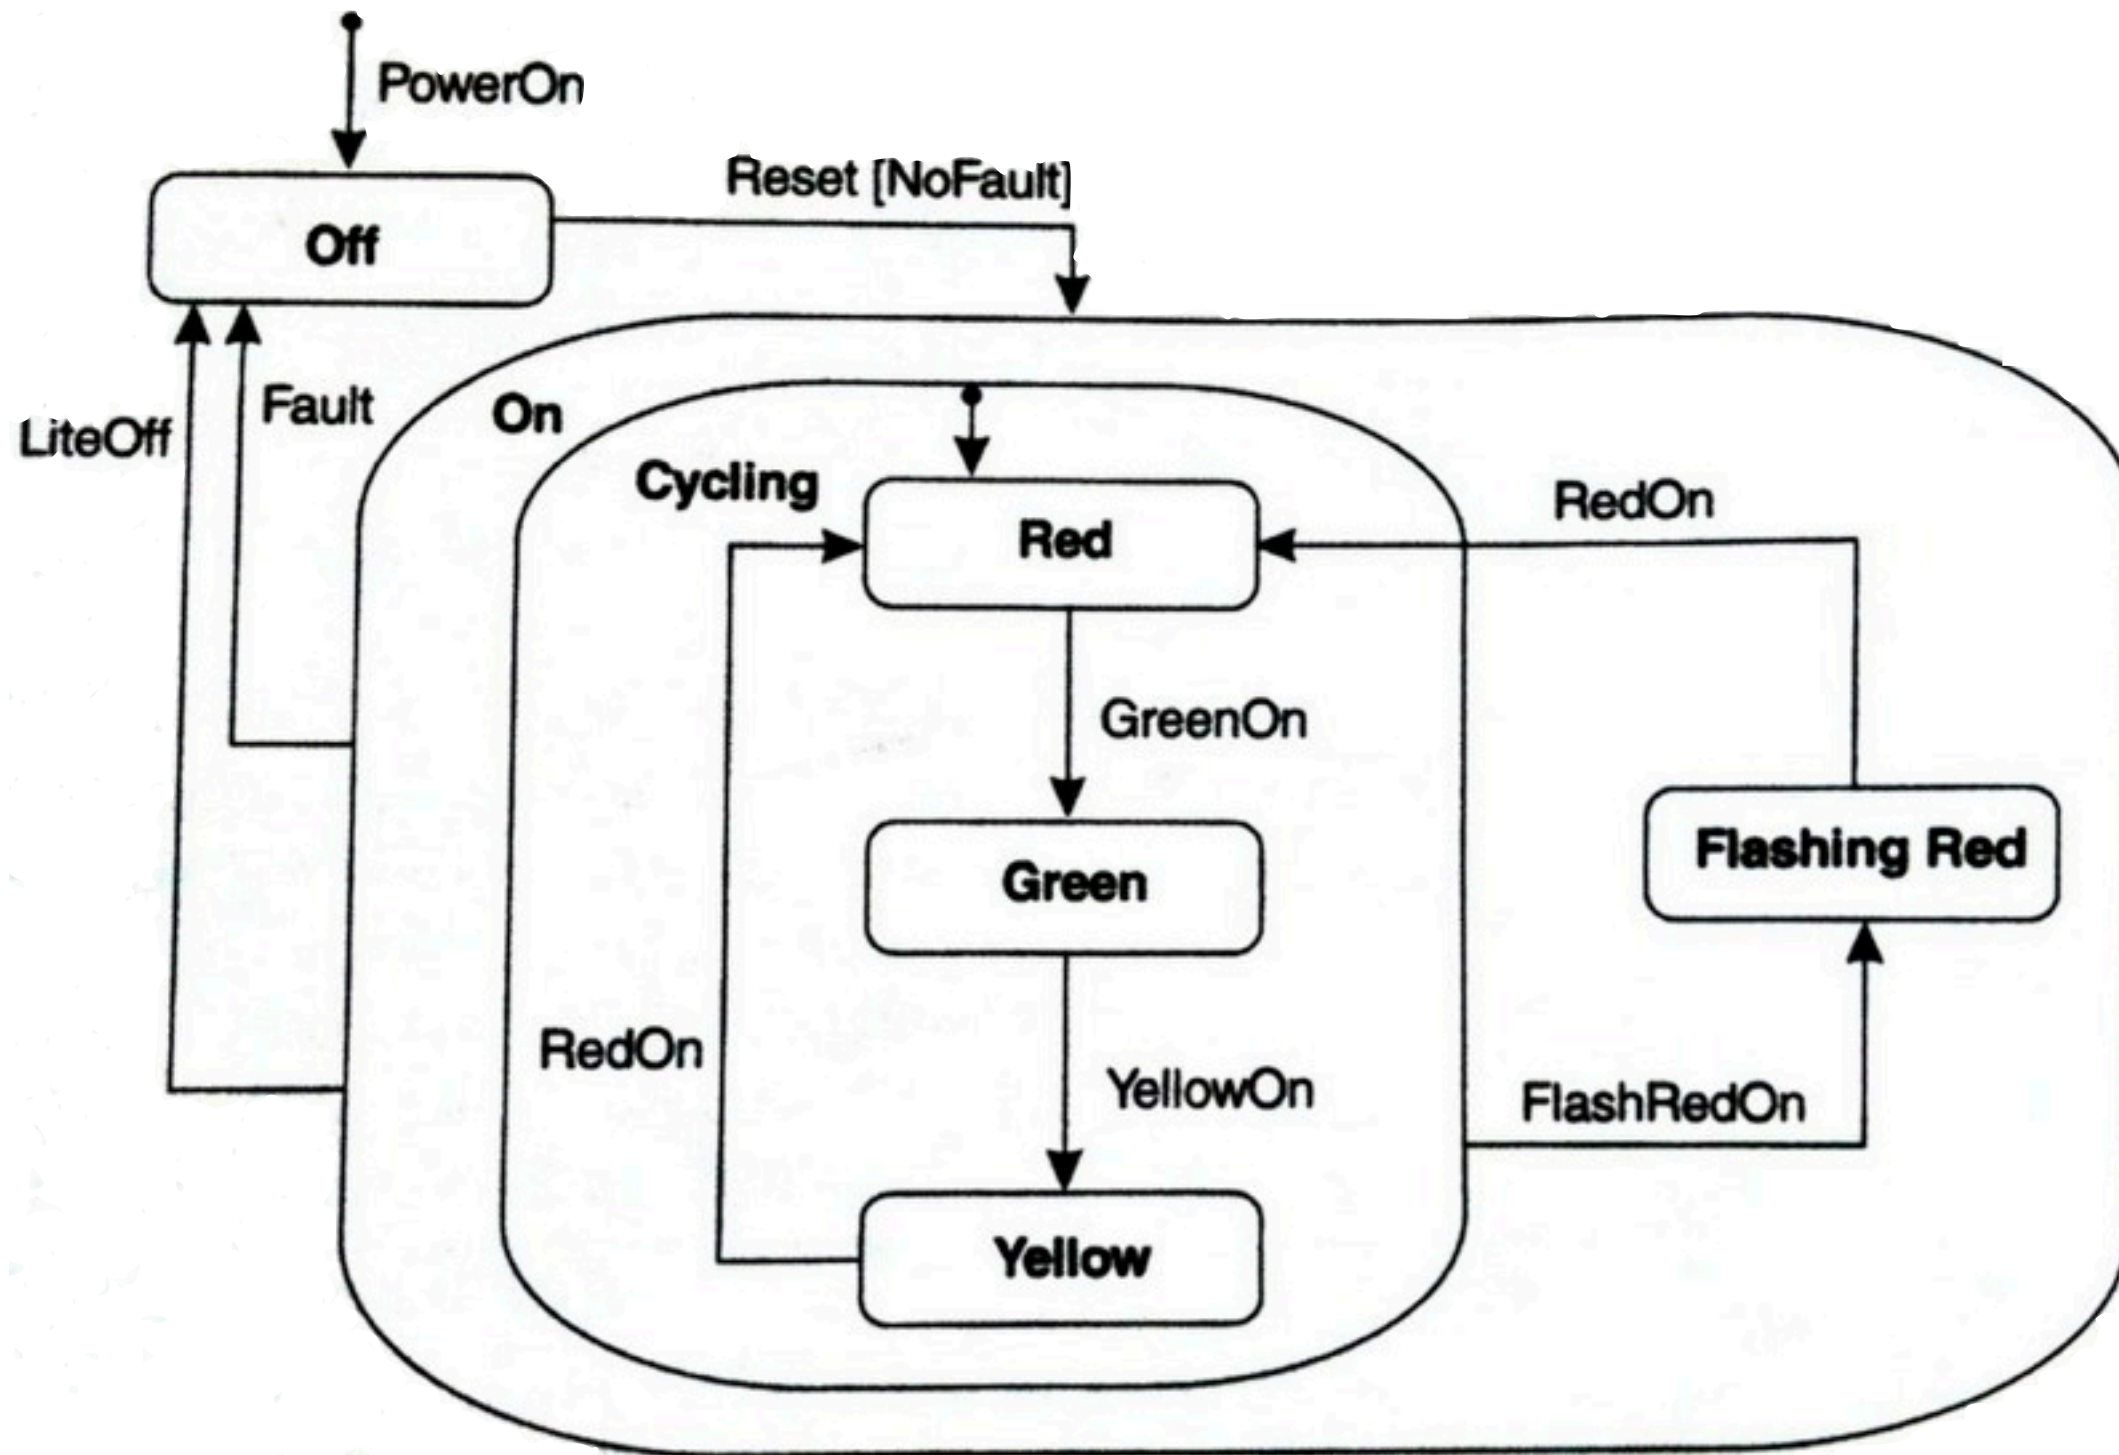 PowerOn
Reset [NoFault]
Off
LiteOff
Fault
On
Cycling
Red
RedOn
GreenOn
Green
Flashing Red
RedOn
YellowOn
FlashRedOn
Yellow